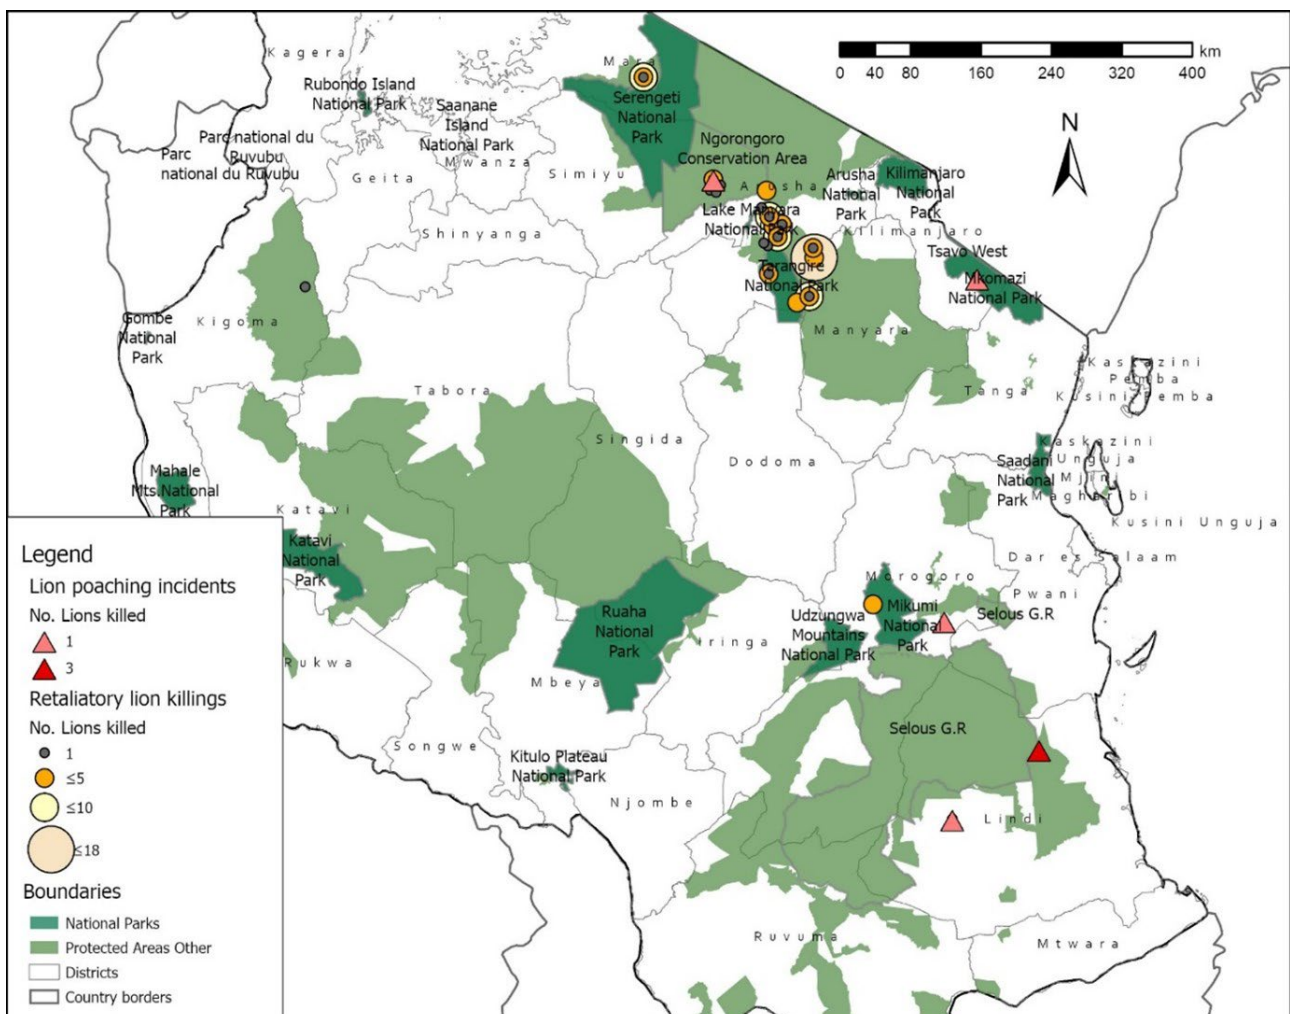 Kagera
Mara
km
0 40 80 160 240 320 400
N
Rubondo Island
National Park
Saanane
Island
National Park
Serengeti
National
Park
Parc national du
Ruvubu
Parc
national du Ruvubu
Mwanza
Geita
Simiyu
Ngorongoro
Conservation Area
Arusha
Arusha
National
Park
Kilimanjaro
National
Park
Lake Manyara
National Park
Shinyanga
Kilimanjaro
Tsavo West
Tarangire
National Park
Mkomazi
National Park
Gombe
National
Park
Kigoma
Manyara
Kaskazini
Pemba
Kusini Pemba
Tabora
Tanga
Singida
Dodoma
Kaskazini
Unguja
Mjini
Magharibi
Saadani
National
Park
Kusini Unguja
Mahale
Mts.National
Park
Katavi
Katavi
National
Park
Dar es Salaam
Morogoro
Pwani
Ruaha
National
Park
Udzungwa
Mountains
National Park
Mikumi
National
Park
Selous G.R
Iringa
Rukwa
Mbeya
Selous G.R
Songwe
Kitulo Plateau
National Park
Njombe
Lindi
Ruvuma
Mtwara
Legend
Lion poaching incidents
No. Lions killed
1
3
Retaliatory lion killings
No. Lions killed
1
≤5
≤10
≤18
Boundaries
National Parks
Protected Areas Other
Districts
Country borders